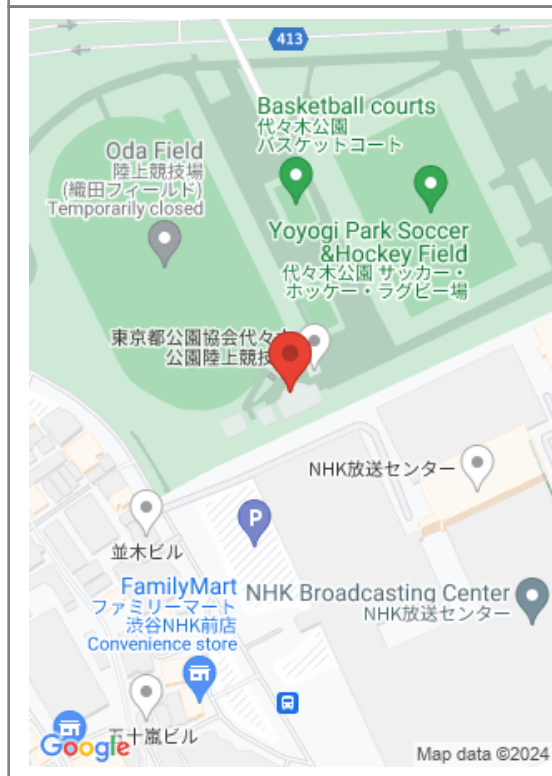 413
Basketball courts
代々木公園
バスケットコート
Oda Field
陸上競技場
(織田フィールド)
Temporarily closed
Yoyogi Park Soccer
&Hockey Field
代々木公園 サッカー・
ホッケー・ラグビー場
東京都公園協会代々木
公園陸上競技
NHK放送センター
P
並木ビル
FamilyMart
ファミリーマート
渋谷NHK前店
Convenience store
NHK Broadcasting Center
NHK放送センター
五十嵐ビル
Google
Map data ©2024